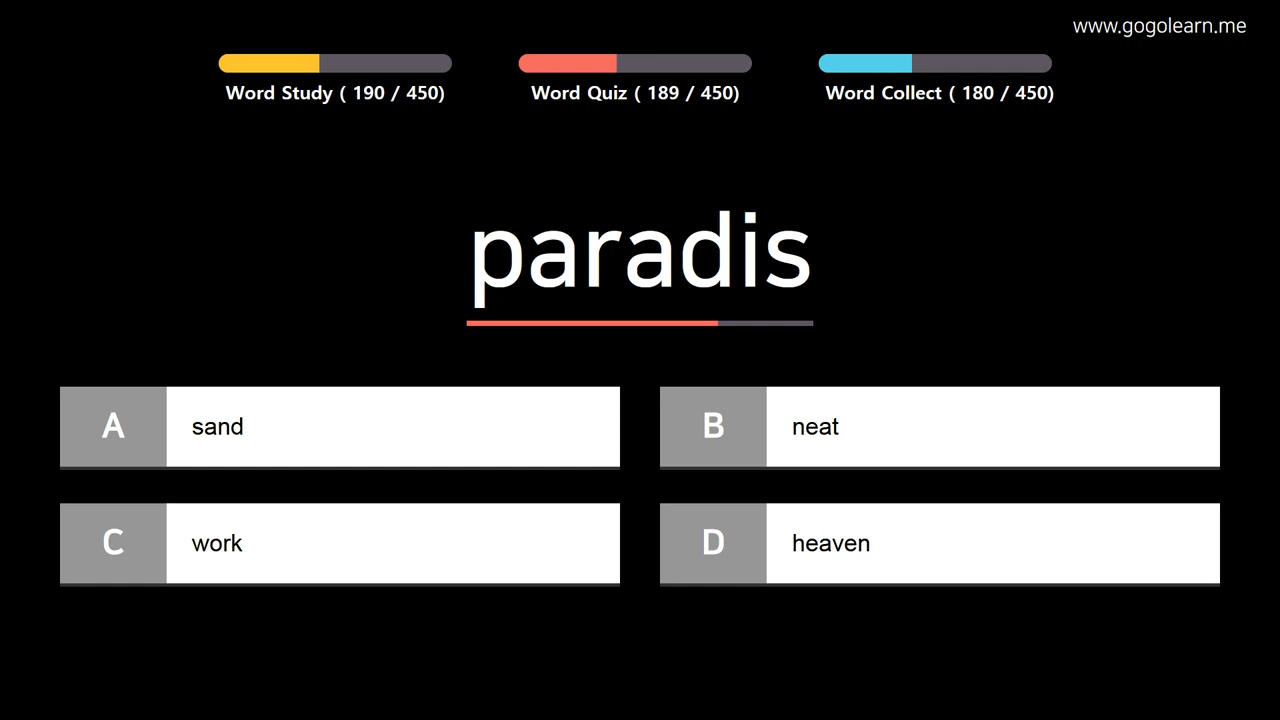 www.gogolearn.me
Word Study ( 190 / 450)
Word Quiz ( 189 / 450)
Word Collect ( 180 / 450)
paradis
A sand
B neat
C work
D heaven